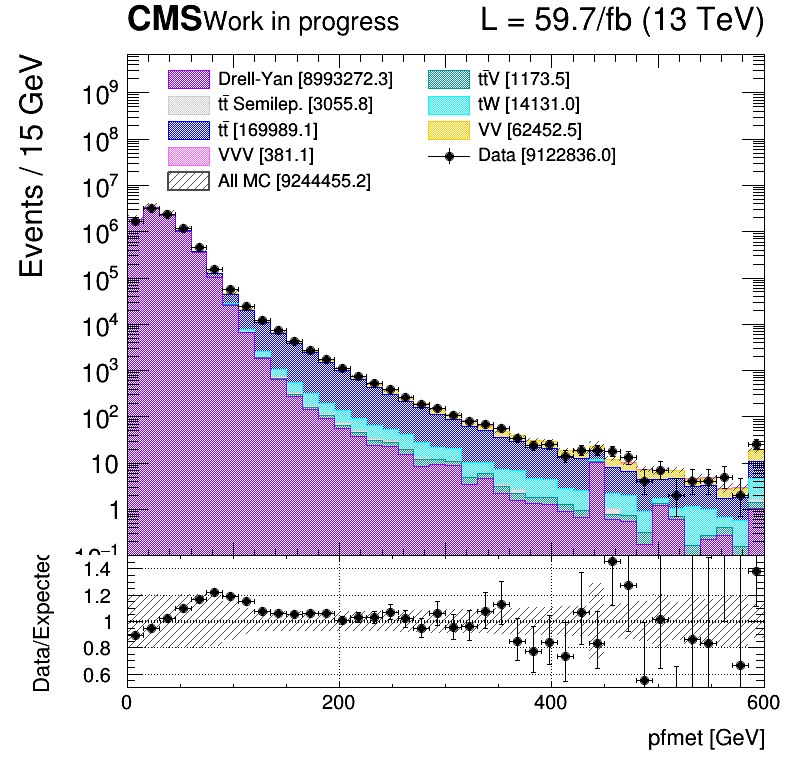 CMS Work in progress L = 59.7/fb (13 TeV)
Events / 15 GeV
Drell-Yan [8993272.3]
tt̄ Semilep. [3055.8]
tt̄ [169989.1]
VVV [381.1]
All MC [9244455.2]
tt̄V [1173.5]
tW [14131.0]
VV [62452.5]
Data [9122836.0]
10⁹
10⁸
10⁷
10⁶
10⁵
10⁴
10³
10²
10
1
10⁻¹
Data/Expected
1.4
1.2
1
0.8
0.6
0 200 400 600
pfmet [GeV]